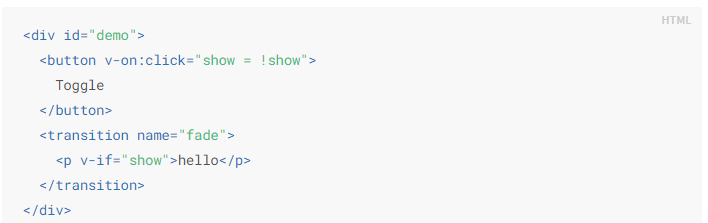 HTML
<div id="demo">
  <button v-on:click="show = !show">
    Toggle
  </button>
  <transition name="fade">
    <p v-if="show">hello</p>
  </transition>
</div>